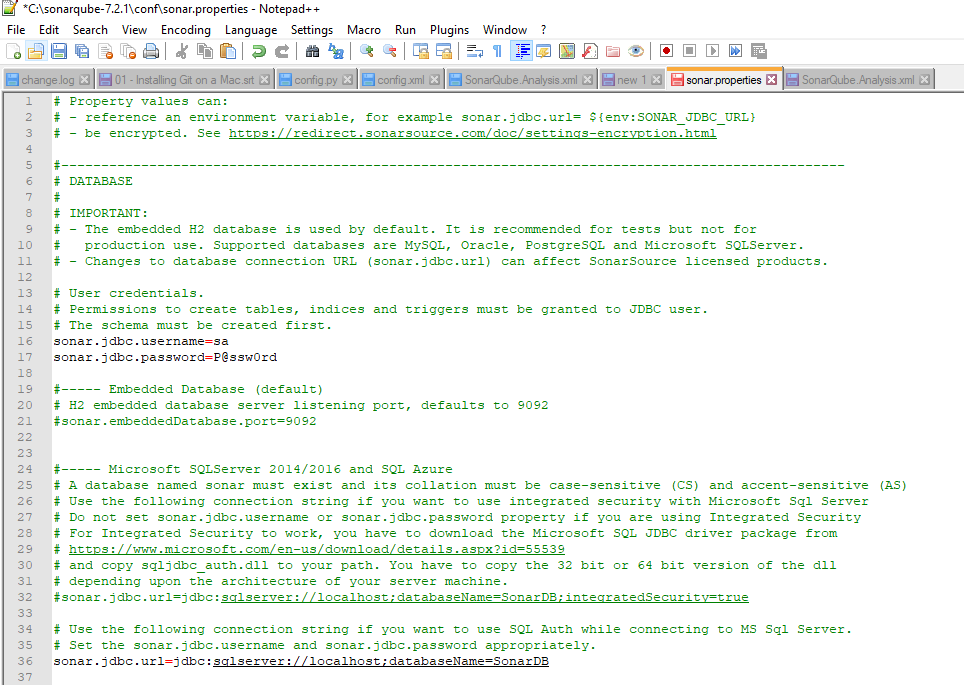 *C:\sonarqube-7.2.1\conf\sonar.properties - Notepad++
File Edit Search View Encoding Language Settings Macro Run Plugins Window ?
change.log 01 - Installing Git on a Mac.srt config.py config.xml SonarQube.Analysis.xml new 1 sonar.properties SonarQube.Analysis.xml
1 # Property values can:
2 # - reference an environment variable, for example sonar.jdbc.url= ${env:SONAR_JDBC_URL}
3 # - be encrypted. See https://redirect.sonarsource.com/doc/settings-encryption.html
4
5 #--------------------------------------------------------------------------------------------------
6 # DATABASE
7 #
8 # IMPORTANT:
9 # - The embedded H2 database is used by default. It is recommended for tests but not for
10 #   production use. Supported databases are MySQL, Oracle, PostgreSQL and Microsoft SQLServer.
11 # - Changes to database connection URL (sonar.jdbc.url) can affect SonarSource licensed products.
12
13 # User credentials.
14 # Permissions to create tables, indices and triggers must be granted to JDBC user.
15 # The schema must be created first.
16 sonar.jdbc.username=sa
17 sonar.jdbc.password=P@ssw0rd
18
19 #----- Embedded Database (default)
20 # H2 embedded database server listening port, defaults to 9092
21 #sonar.embeddedDatabase.port=9092
22
23
24 #----- Microsoft SQLServer 2014/2016 and SQL Azure
25 # A database named sonar must exist and its collation must be case-sensitive (CS) and accent-sensitive (AS)
26 # Use the following connection string if you want to use integrated security with Microsoft Sql Server
27 # Do not set sonar.jdbc.username or sonar.jdbc.password property if you are using Integrated Security
28 # For Integrated Security to work, you have to download the Microsoft SQL JDBC driver package from
29 # https://www.microsoft.com/en-us/download/details.aspx?id=55539
30 # and copy sqljdbc_auth.dll to your path. You have to copy the 32 bit or 64 bit version of the dll
31 # depending upon the architecture of your server machine.
32 #sonar.jdbc.url=jdbc:sqlserver://localhost;databaseName=SonarDB;integratedSecurity=true
33
34 # Use the following connection string if you want to use SQL Auth while connecting to MS Sql Server.
35 # Set the sonar.jdbc.username and sonar.jdbc.password appropriately.
36 sonar.jdbc.url=jdbc:sqlserver://localhost;databaseName=SonarDB
37